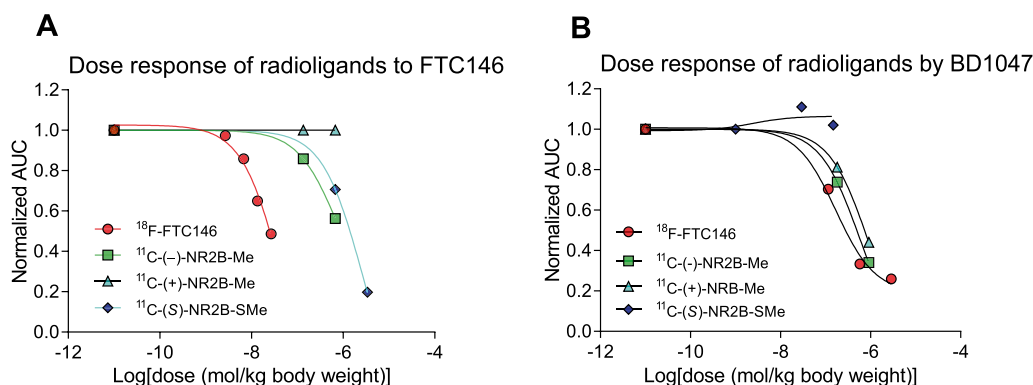 A
Dose response of radioligands to FTC146
Normalized AUC
1.2
1.0
0.8
0.6
0.4
0.2
0.0
¹⁸F-FTC146
¹¹C-(–)-NR2B-Me
¹¹C-(+)-NR2B-Me
¹¹C-(S)-NR2B-SMe
-12 -10 -8 -6 -4
Log[dose (mol/kg body weight)]
B
Dose response of radioligands by BD1047
Normalized AUC
1.2
1.0
0.8
0.6
0.4
0.2
0.0
¹⁸F-FTC146
¹¹C-(-)-NR2B-Me
¹¹C-(+)-NRB-Me
¹¹C-(S)-NR2B-SMe
-12 -10 -8 -6 -4
Log[dose (mol/kg body weight)]